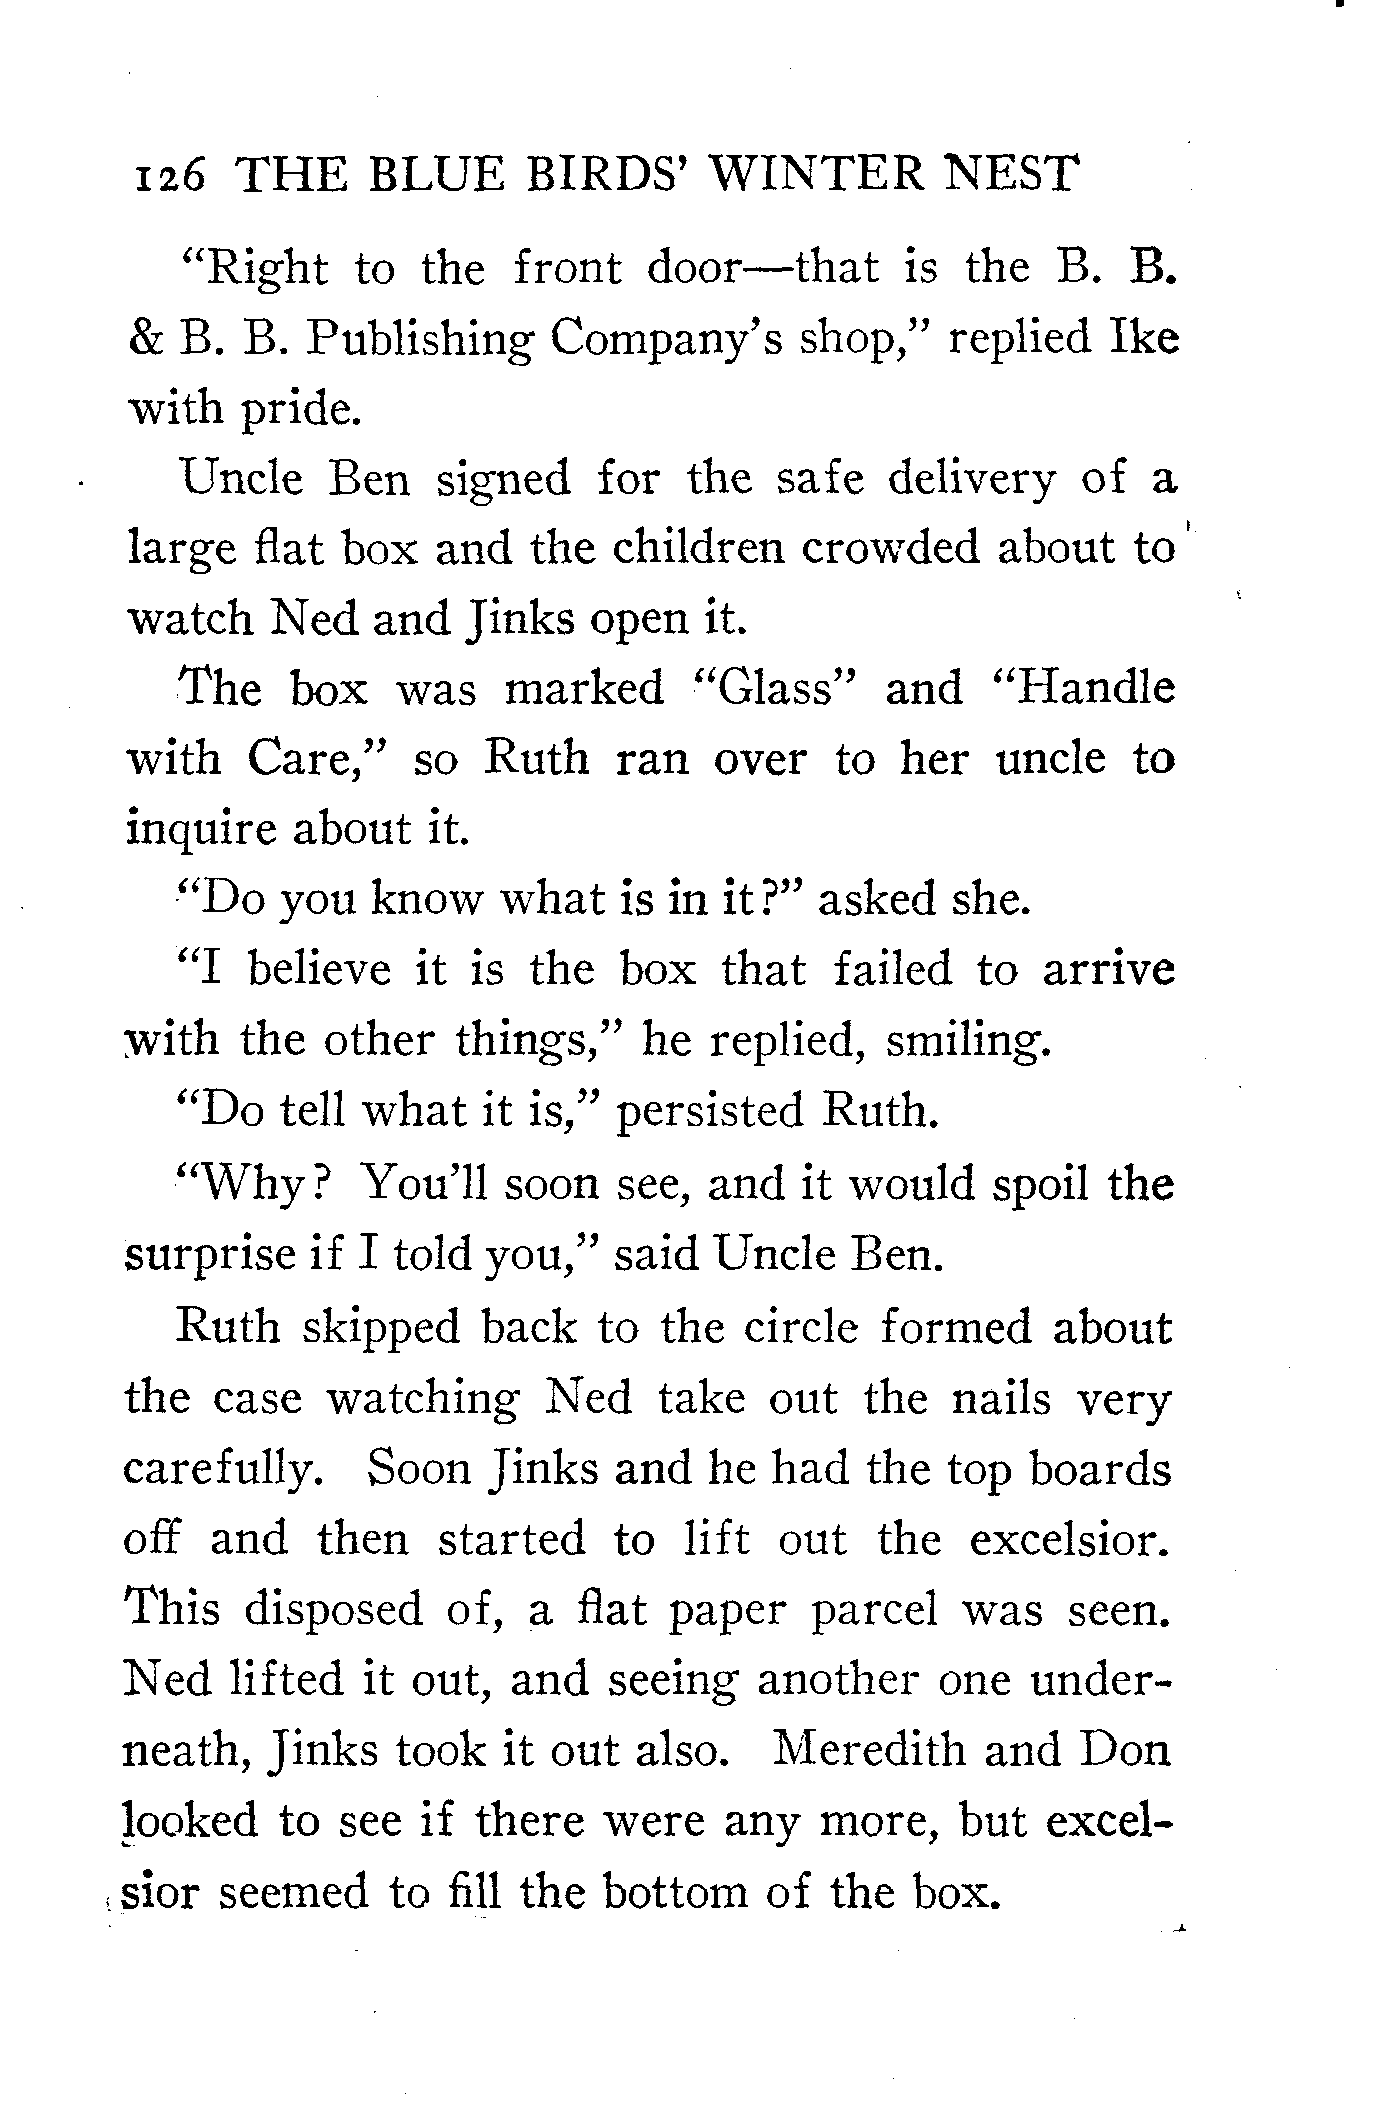 126 THE BLUE BIRDS' WINTER NEST
“Right to the front door—that is the B. B.
& B. B. Publishing Company's shop,” replied Ike
with pride.
Uncle Ben signed for the safe delivery of a
large flat box and the children crowded about to
watch Ned and Jinks open it.
The box was marked “Glass” and “Handle
with Care,” so Ruth ran over to her uncle to
inquire about it.
“Do you know what is in it?” asked she.
“I believe it is the box that failed to arrive
with the other things,” he replied, smiling.
“Do tell what it is,” persisted Ruth.
“Why? You'll soon see, and it would spoil the
surprise if I told you,” said Uncle Ben.
Ruth skipped back to the circle formed about
the case watching Ned take out the nails very
carefully. Soon Jinks and he had the top boards
off and then started to lift out the excelsior.
This disposed of, a flat paper parcel was seen.
Ned lifted it out, and seeing another one under-
neath, Jinks took it out also. Meredith and Don
looked to see if there were any more, but excel-
sior seemed to fill the bottom of the box.